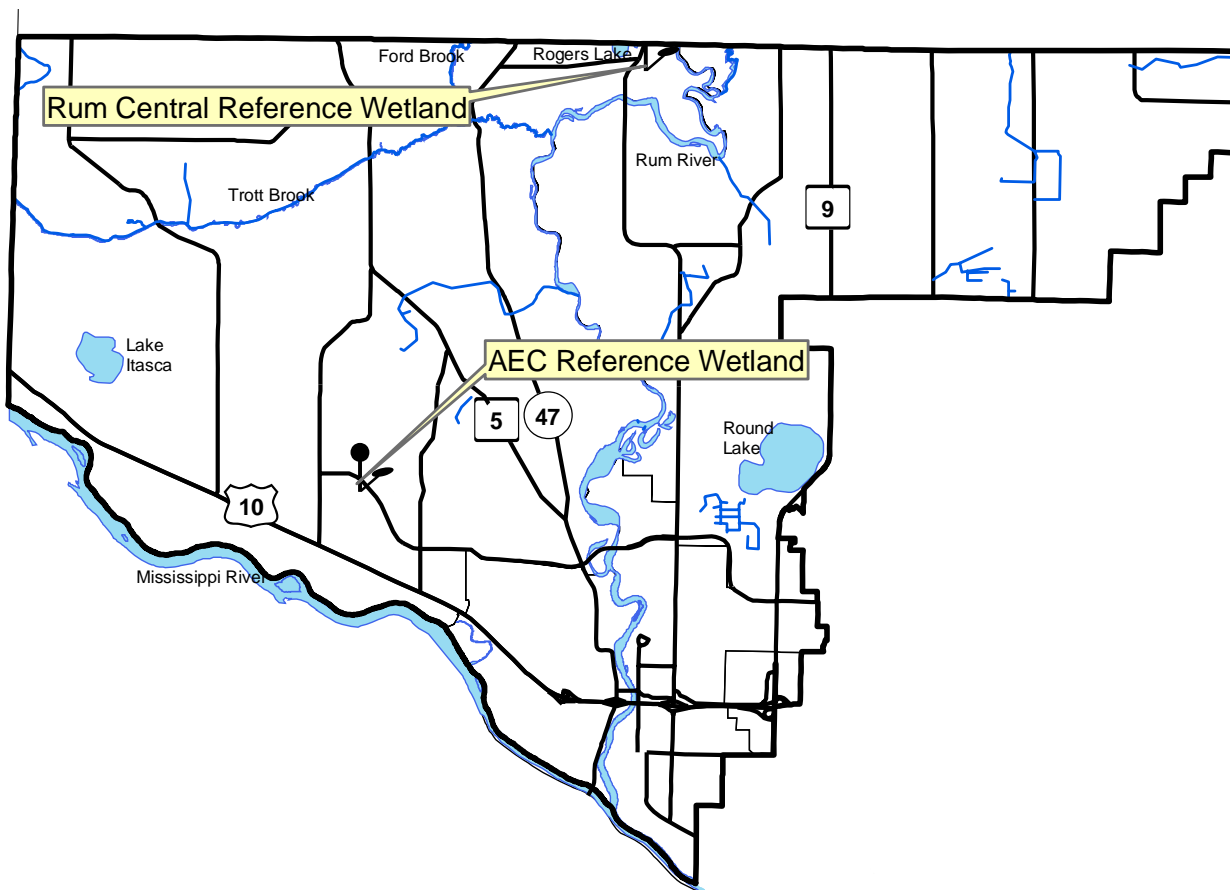 Ford Brook
Rogers Lake
Rum Central Reference Wetland
Rum River
Trott Brook
9
Lake
Itasca
AEC Reference Wetland
5
47
Round
Lake
10
Mississippi River